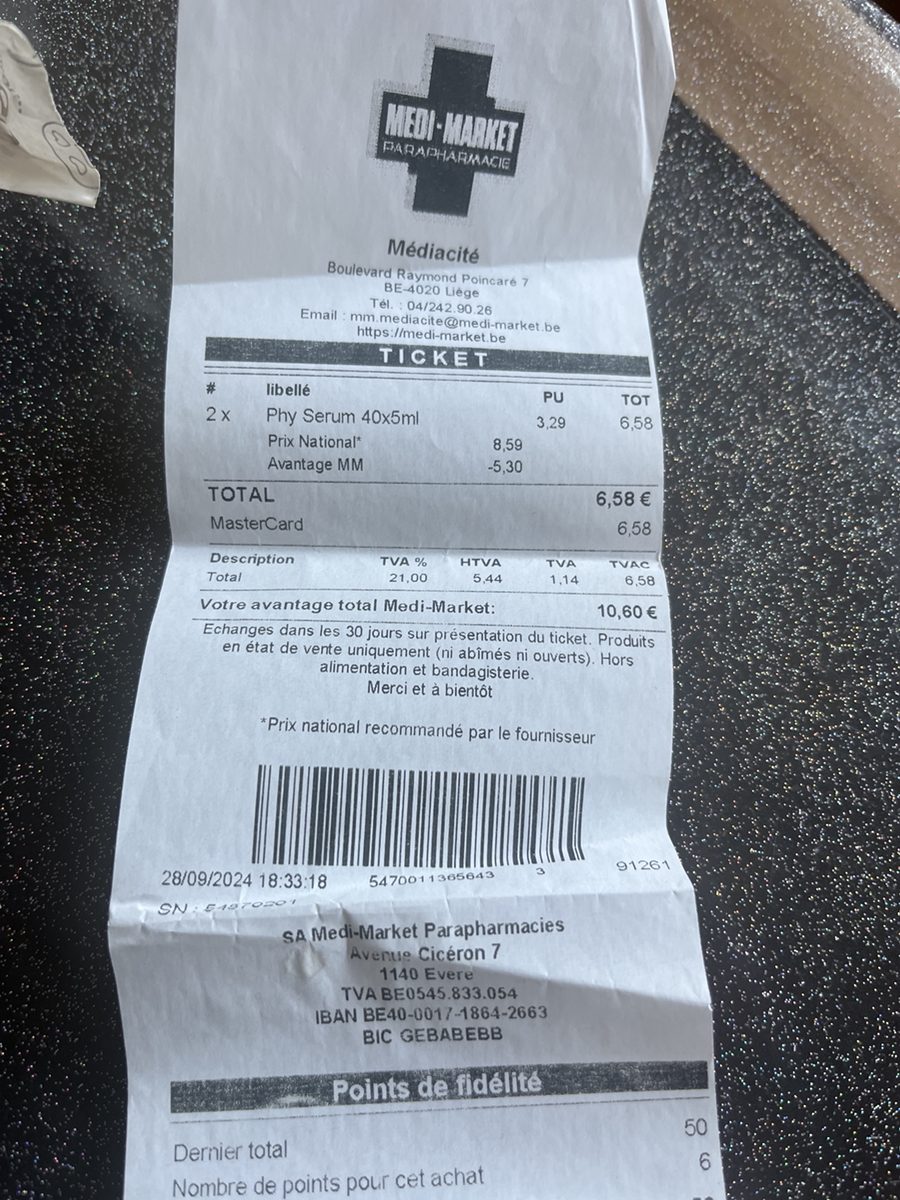 MEDI-MARKET
PARAPHARMACIE
Médiacité
Boulevard Raymond Poincaré 7
BE-4020 Liège
Tél. : 04/242.90.26
Email : mm.mediacite@medi-market.be
https://medi-market.be
TICKET
# libellé PU TOT
2 x Phy Serum 40x5ml 3,29 6,58
Prix National* 8,59
Avantage MM -5,30
TOTAL 6,58 €
MasterCard 6,58
Description TVA % HTVA TVA TVAC
Total 21,00 5,44 1,14 6,58
Votre avantage total Medi-Market: 10,60 €
Echanges dans les 30 jours sur présentation du ticket. Produits
en état de vente uniquement (ni abîmés ni ouverts). Hors
alimentation et bandagisterie.
Merci et à bientôt
*Prix national recommandé par le fournisseur
28/09/2024 18:33:18 5470011365643 3 91261
SN :
SA Medi-Market Parapharmacies
Avenue Cicéron 7
1140 Evere
TVA BE0545.833.054
IBAN BE40-0017-1864-2663
BIC GEBABEBB
Points de fidélité
Dernier total 50
Nombre de points pour cet achat 6